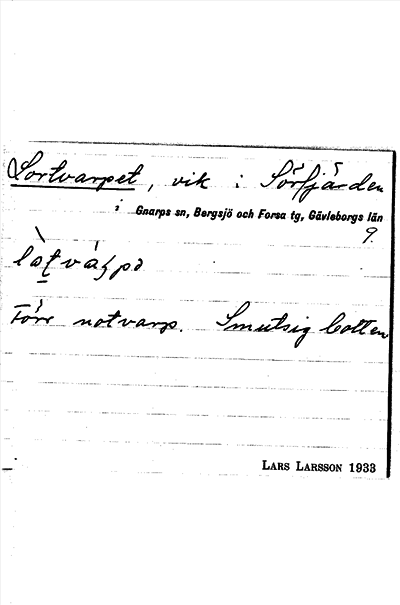 Lortvarpet, vik i Sörfjärden
i Gnarps sn, Bergsjö och Forsa tg, Gävleborgs län
9.
Förr notvarp. Smutsig botten
LARS LARSSON 1933